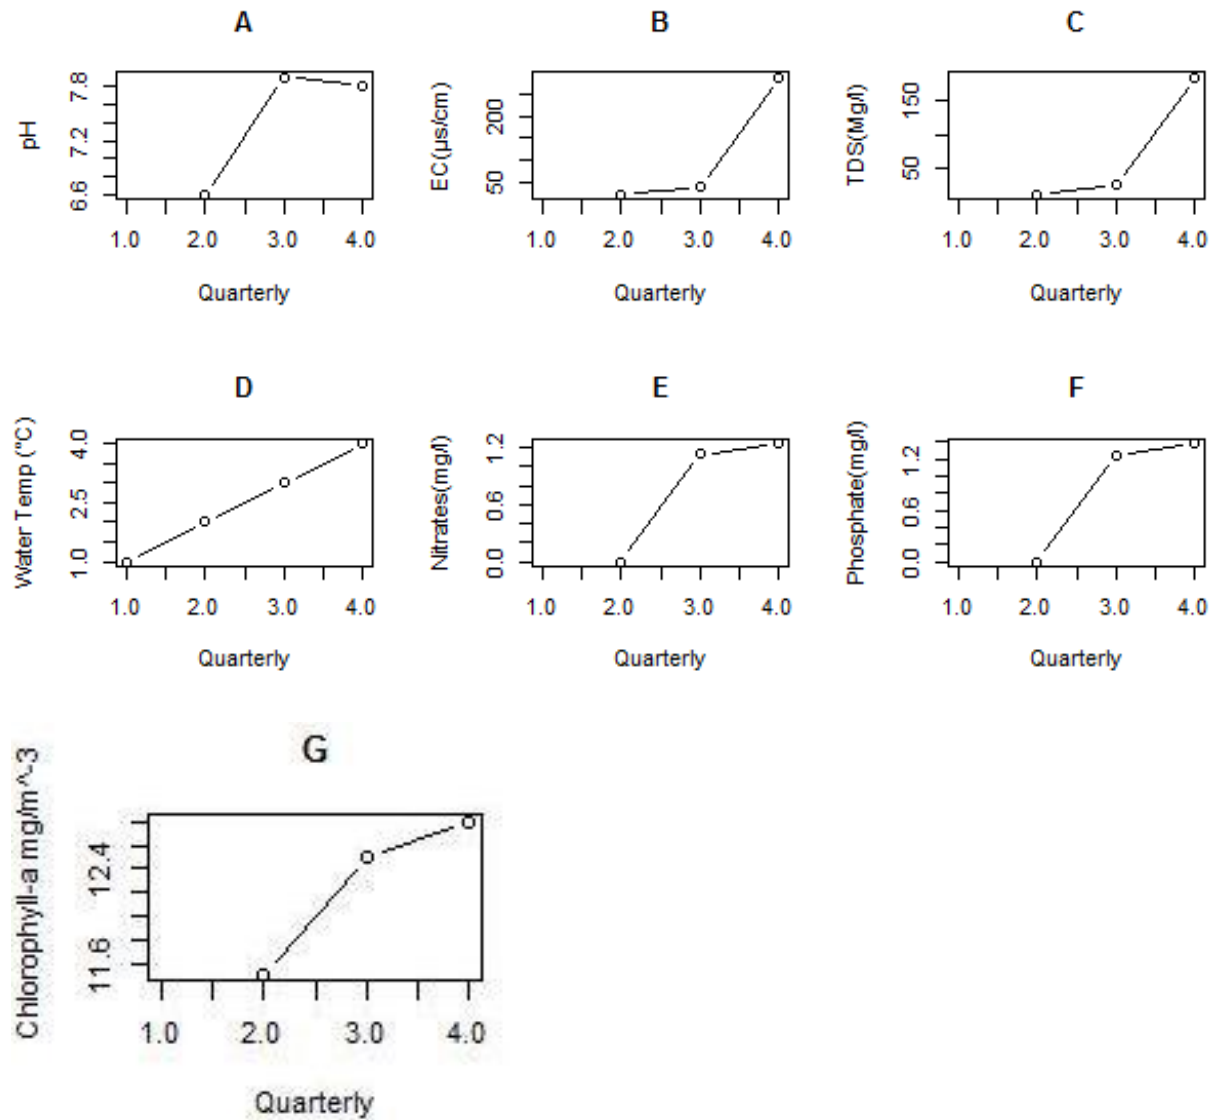 A
pH
6.6 7.2 7.8
1.0 2.0 3.0 4.0
Quarterly
B
EC(µs/cm)
50 200
1.0 2.0 3.0 4.0
Quarterly
C
TDS(Mg/l)
50 150
1.0 2.0 3.0 4.0
Quarterly
D
Water Temp (°C)
1.0 2.5 4.0
1.0 2.0 3.0 4.0
Quarterly
E
Nitrates(mg/l)
0.0 0.6 1.2
1.0 2.0 3.0 4.0
Quarterly
F
Phosphate(mg/l)
0.0 0.6 1.2
1.0 2.0 3.0 4.0
Quarterly
G
Chlorophyll-a mg/m^-3
11.6 12.4
1.0 2.0 3.0 4.0
Quarterly